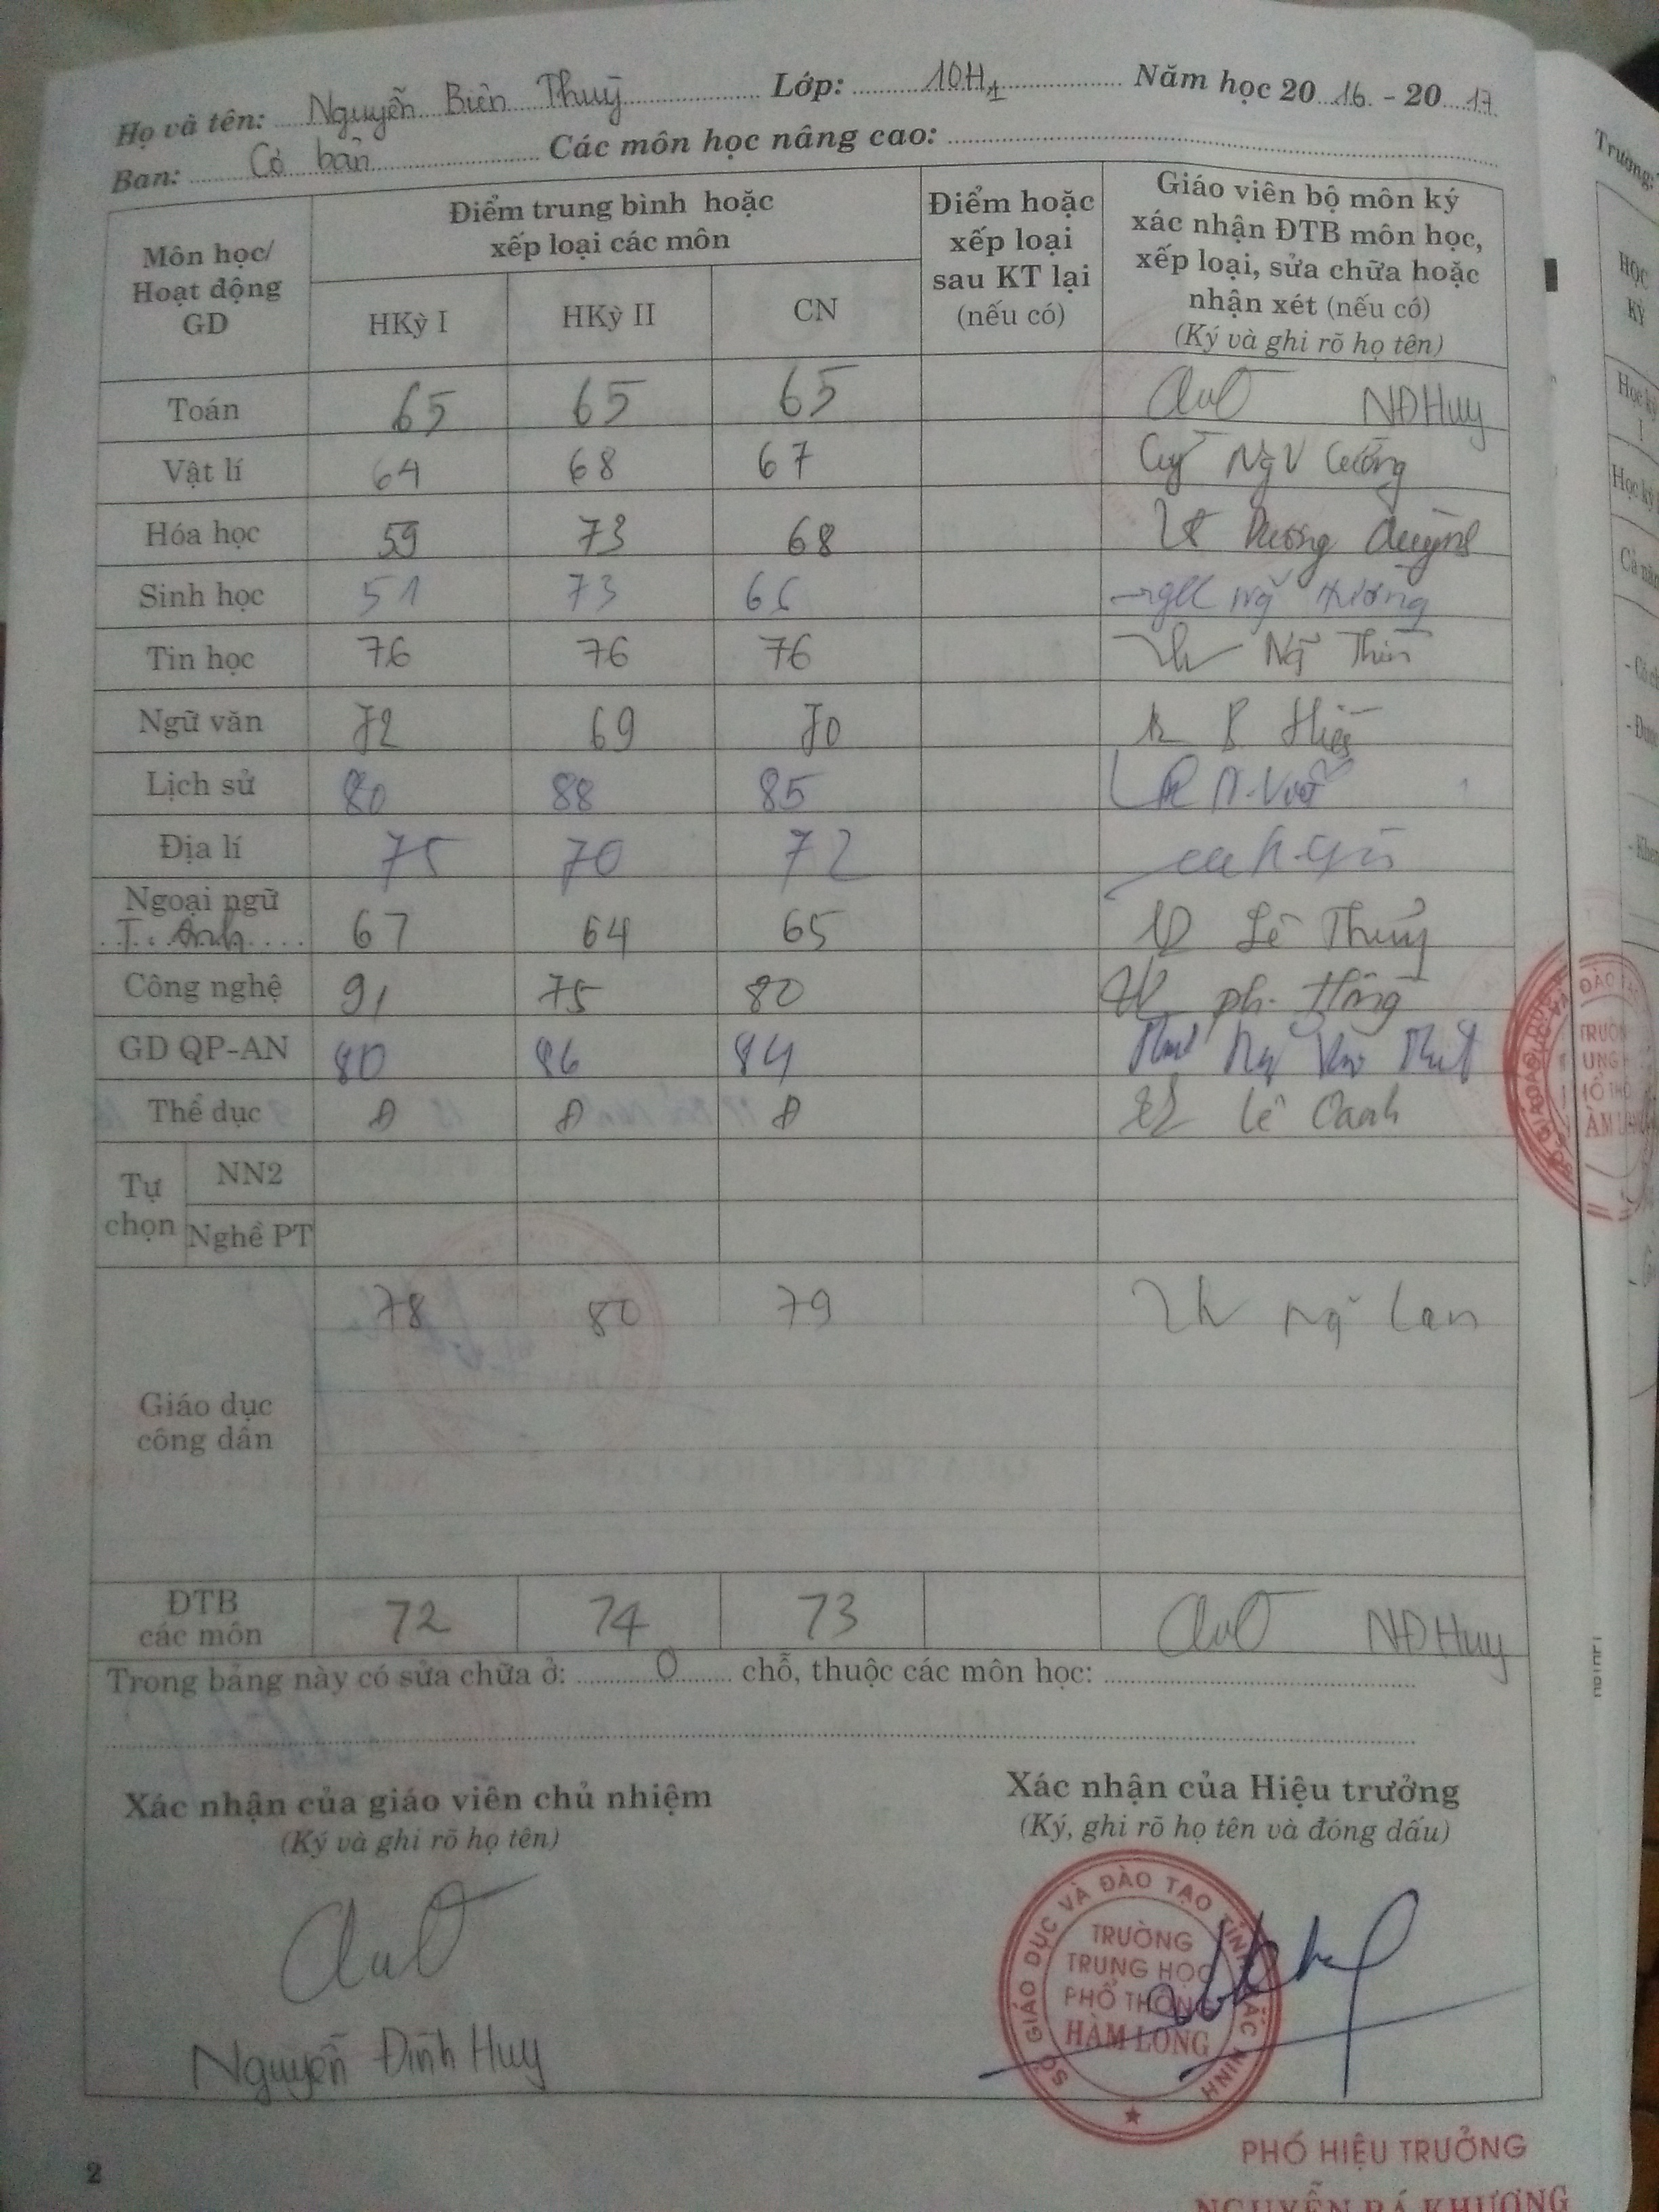 Họ và tên: Nguyễn Biên Thuỳ Lớp: 10H1 Năm học 2016 - 2017
Ban: Cơ bản Các môn học nâng cao:
Môn học/ Hoạt động GD
Điểm trung bình hoặc xếp loại các môn
HKỳ I HKỳ II CN
Điểm hoặc xếp loại sau KT lại (nếu có)
Giáo viên bộ môn ký xác nhận ĐTB môn học, xếp loại, sửa chữa hoặc nhận xét (nếu có) (Ký và ghi rõ họ tên)
Toán 65 65 65 NĐHuy
Vật lí 64 68 67 Ng V Cường
Hóa học 59 73 68 Dương Quỳnh
Sinh học 51 73 66 Ng Hương
Tin học 76 76 76 Ng
Ngữ văn 72 69 70
Lịch sử 80 88 85
Địa lí 75 70 72
Ngoại ngữ T. Anh 67 64 65 Lê Thuỷ
Công nghệ 91 75 80 ph.
GD QP-AN 80 86 84
Thể dục Đ Đ Đ Lê Oanh
Tự chọn
NN2
Nghề PT
Giáo dục công dân 78 80 79 Ng Lan
ĐTB các môn 72 74 73 NĐHuy
Trong bảng này có sửa chữa ở: 0 chỗ, thuộc các môn học:
Xác nhận của giáo viên chủ nhiệm
(Ký và ghi rõ họ tên)
Nguyễn Đình Huy
Xác nhận của Hiệu trưởng
(Ký, ghi rõ họ tên và đóng dấu)
SỞ GIÁO DỤC VÀ ĐÀO TẠO TỈNH BẮC NINH
TRƯỜNG
TRUNG HỌC
PHỔ THÔNG
HÀM LONG
PHÓ HIỆU TRƯỞNG
NGUYỄN BÁ KHƯƠNG
2
Trường:
HỌC
KỲ
Học kỳ
I
Học kỳ